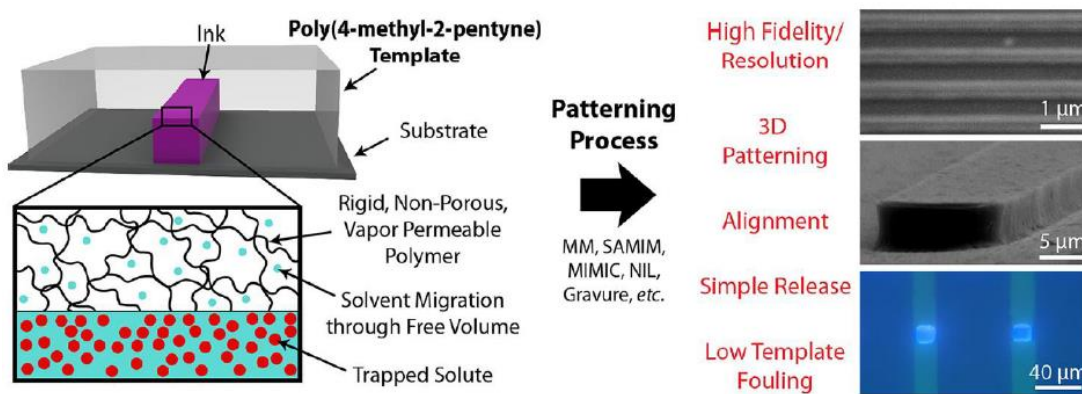 Ink
Poly(4-methyl-2-pentyne)
Template
Substrate
Rigid, Non-Porous,
Vapor Permeable
Polymer
Solvent Migration
through Free Volume
Trapped Solute
Patterning
Process
MM, SAMIM,
MIMIC, NIL,
Gravure, etc.
High Fidelity/
Resolution
3D
Patterning
Alignment
Simple Release
Low Template
Fouling
1 μm
5 μm
40 μm